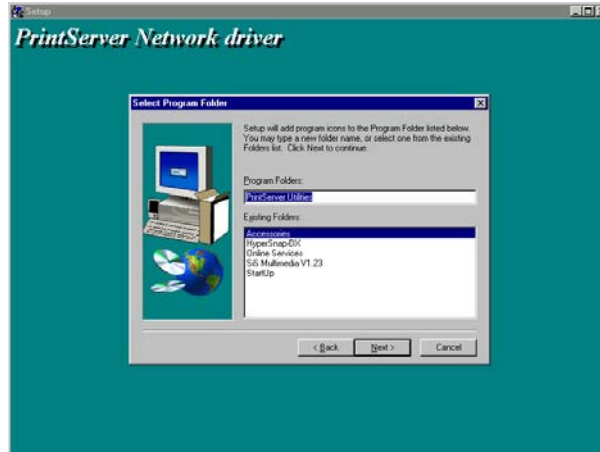 Setup
PrintServer Network driver
Select Program Folder
Setup will add program icons to the Program Folder listed below.
You may type a new folder name, or select one from the existing
Folders list. Click Next to continue.
Program Folders:
PrintServer Utilities
Existing Folders:
Accessories
HyperSnap-DX
Online Services
SiS Multimedia V1.23
StartUp
< Back Next > Cancel